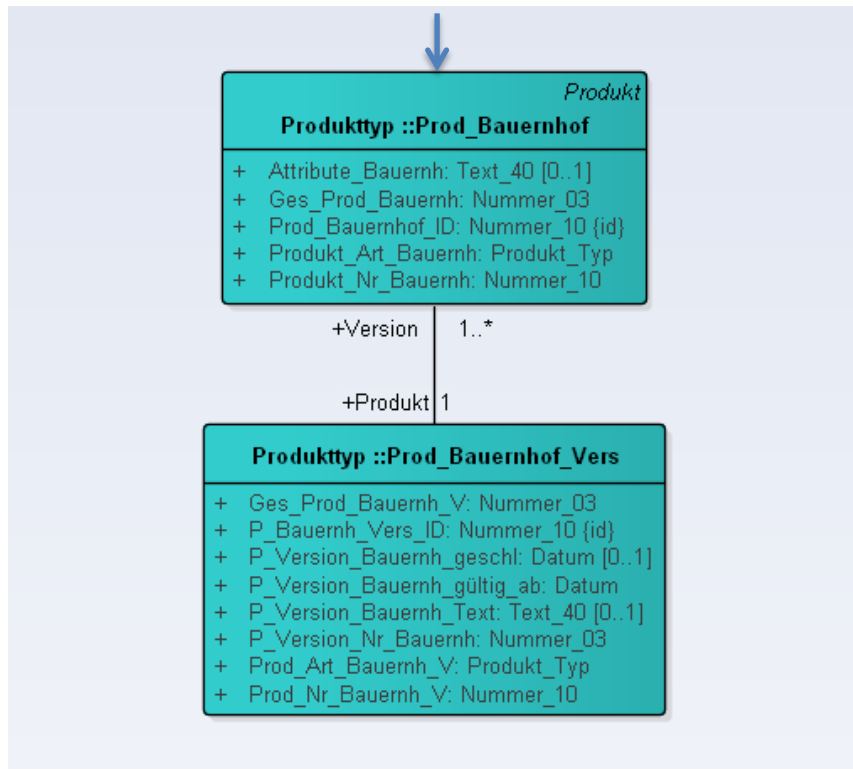 Produkt
Produkttyp ::Prod_Bauernhof
+ Attribute_Bauernh: Text_40 [0..1]
+ Ges_Prod_Bauernh: Nummer_03
+ Prod_Bauernhof_ID: Nummer_10 {id}
+ Produkt_Art_Bauernh: Produkt_Typ
+ Produkt_Nr_Bauernh: Nummer_10
+Version 1..*
+Produkt 1
Produkttyp ::Prod_Bauernhof_Vers
+ Ges_Prod_Bauernh_V: Nummer_03
+ P_Bauernh_Vers_ID: Nummer_10 {id}
+ P_Version_Bauernh_geschl: Datum [0..1]
+ P_Version_Bauernh_gültig_ab: Datum
+ P_Version_Bauernh_Text: Text_40 [0..1]
+ P_Version_Nr_Bauernh: Nummer_03
+ Prod_Art_Bauernh_V: Produkt_Typ
+ Prod_Nr_Bauernh_V: Nummer_10